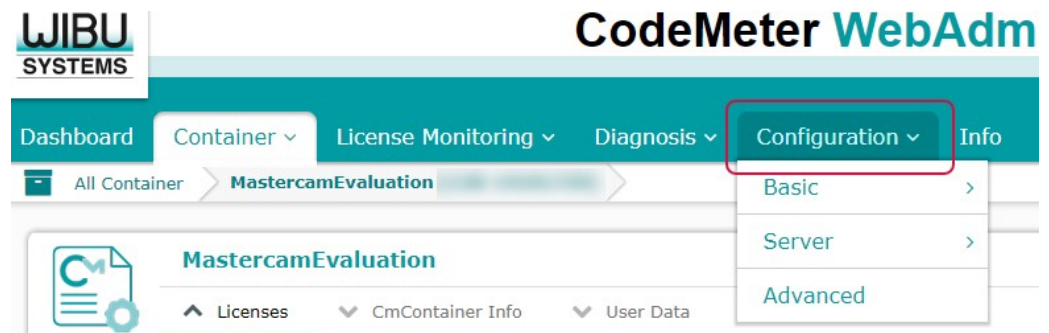 WIBU
SYSTEMS
CodeMeter WebAdm
Dashboard Container License Monitoring Diagnosis Configuration Info
All Container MastercamEvaluation
Basic
Server
Advanced
CM
MastercamEvaluation
Licenses CmContainer Info User Data